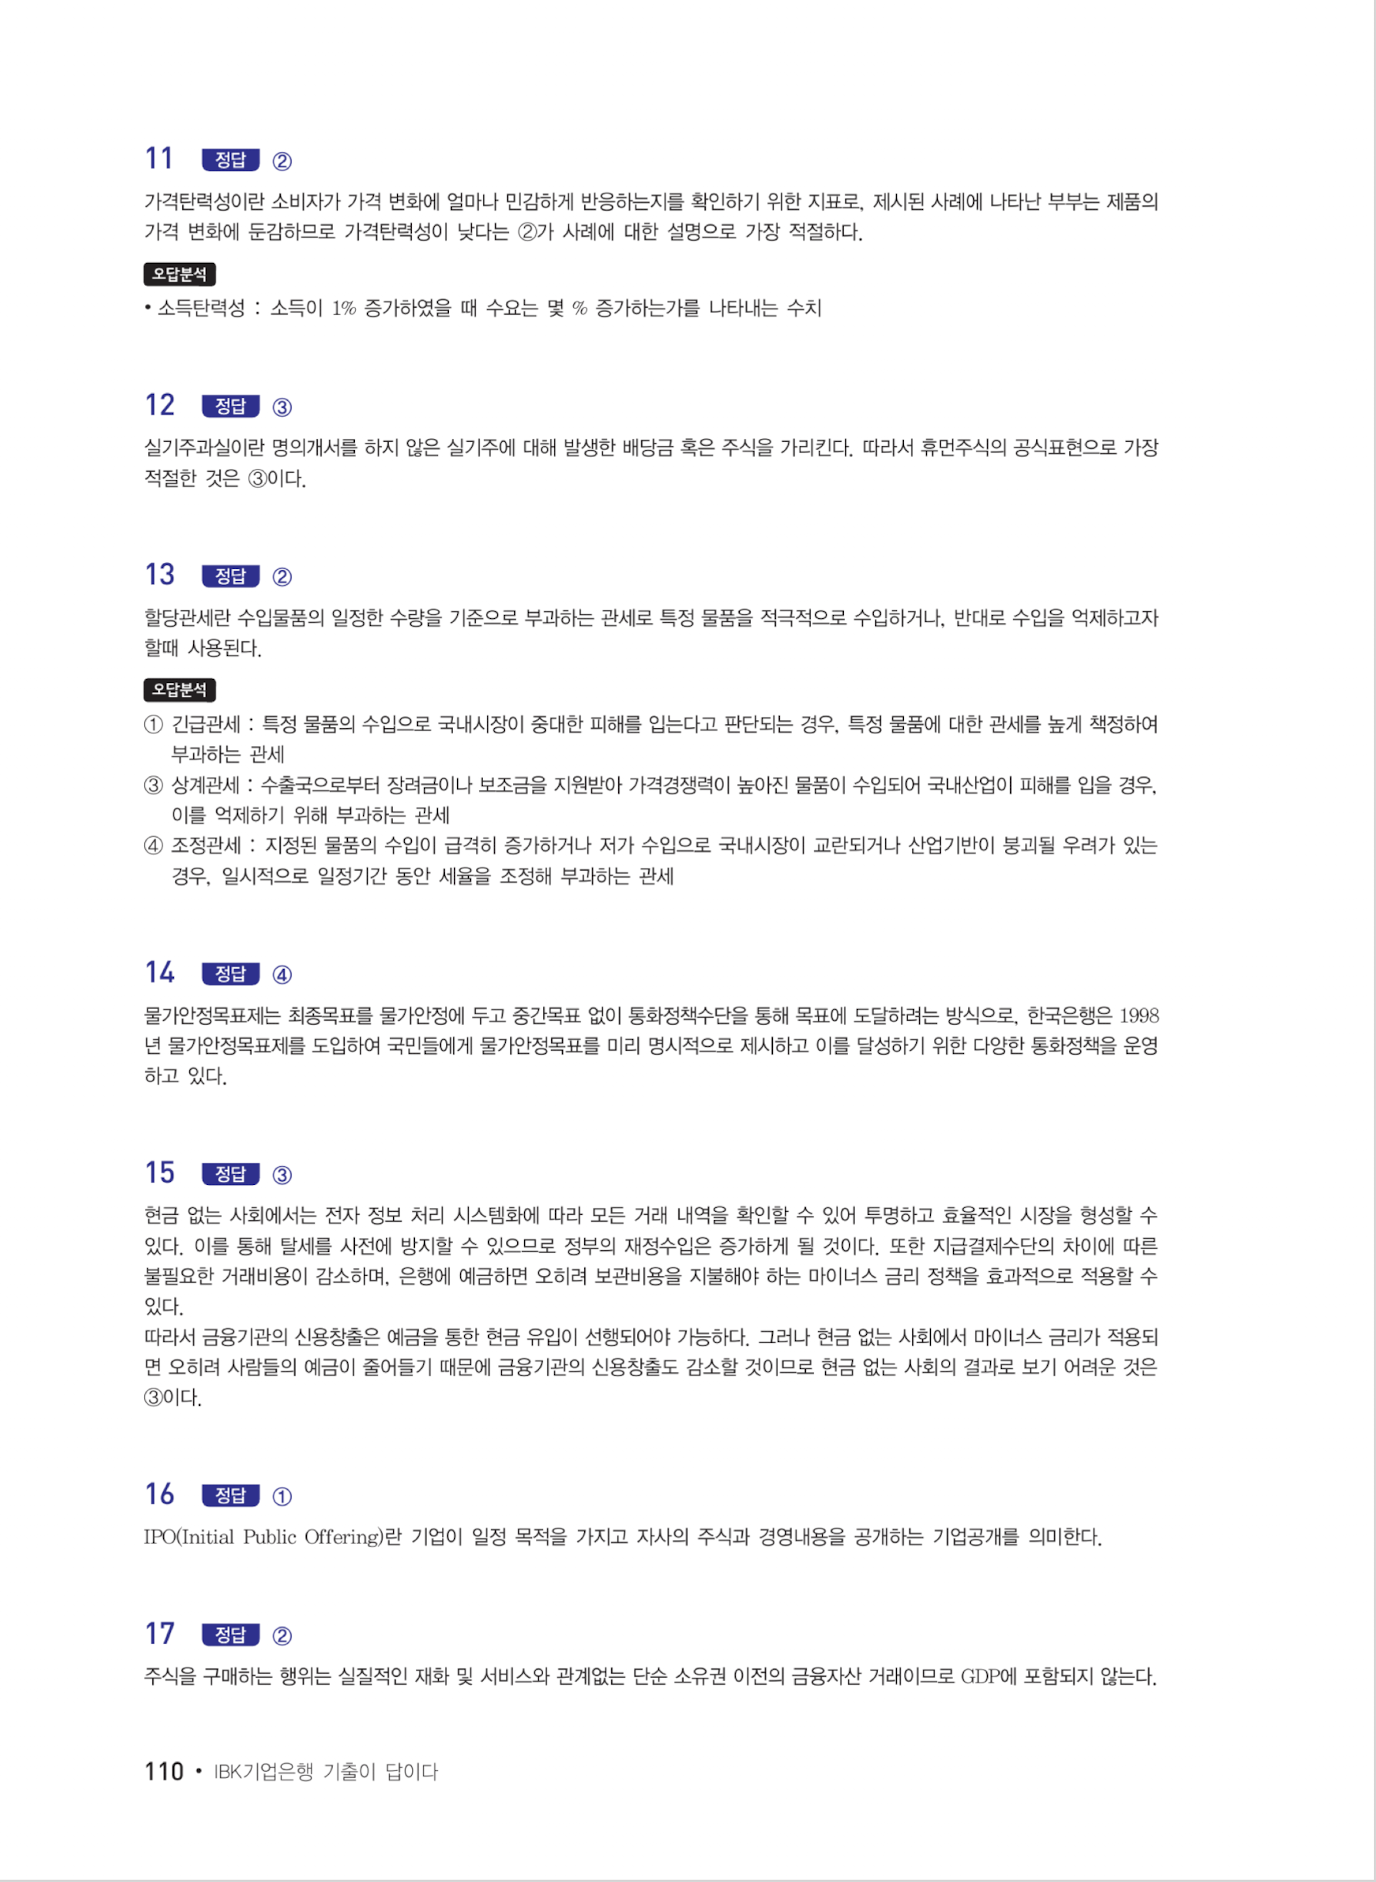 11 정답 ②
가격탄력성이란 소비자가 가격 변화에 얼마나 민감하게 반응하는지를 확인하기 위한 지표로, 제시된 사례에 나타난 부부는 제품의
가격 변화에 둔감하므로 가격탄력성이 낮다는 ②가 사례에 대한 설명으로 가장 적절하다.
오답분석
• 소득탄력성 : 소득이 1% 증가하였을 때 수요는 몇 % 증가하는가를 나타내는 수치
12 정답 ③
실기주과실이란 명의개서를 하지 않은 실기주에 대해 발생한 배당금 혹은 주식을 가리킨다. 따라서 휴먼주식의 공식표현으로 가장
적절한 것은 ③이다.
13 정답 ②
할당관세란 수입물품의 일정한 수량을 기준으로 부과하는 관세로 특정 물품을 적극적으로 수입하거나, 반대로 수입을 억제하고자
할때 사용된다.
오답분석
① 긴급관세 : 특정 물품의 수입으로 국내시장이 중대한 피해를 입는다고 판단되는 경우, 특정 물품에 대한 관세를 높게 책정하여
부과하는 관세
③ 상계관세 : 수출국으로부터 장려금이나 보조금을 지원받아 가격경쟁력이 높아진 물품이 수입되어 국내산업이 피해를 입을 경우,
이를 억제하기 위해 부과하는 관세
④ 조정관세 : 지정된 물품의 수입이 급격히 증가하거나 저가 수입으로 국내시장이 교란되거나 산업기반이 붕괴될 우려가 있는
경우, 일시적으로 일정기간 동안 세율을 조정해 부과하는 관세
14 정답 ④
물가안정목표제는 최종목표를 물가안정에 두고 중간목표 없이 통화정책수단을 통해 목표에 도달하려는 방식으로, 한국은행은 1998
년 물가안정목표제를 도입하여 국민들에게 물가안정목표를 미리 명시적으로 제시하고 이를 달성하기 위한 다양한 통화정책을 운영
하고 있다.
15 정답 ③
현금 없는 사회에서는 전자 정보 처리 시스템화에 따라 모든 거래 내역을 확인할 수 있어 투명하고 효율적인 시장을 형성할 수
있다. 이를 통해 탈세를 사전에 방지할 수 있으므로 정부의 재정수입은 증가하게 될 것이다. 또한 지급결제수단의 차이에 따른
불필요한 거래비용이 감소하며, 은행에 예금하면 오히려 보관비용을 지불해야 하는 마이너스 금리 정책을 효과적으로 적용할 수
있다.
따라서 금융기관의 신용창출은 예금을 통한 현금 유입이 선행되어야 가능하다. 그러나 현금 없는 사회에서 마이너스 금리가 적용되
면 오히려 사람들의 예금이 줄어들기 때문에 금융기관의 신용창출도 감소할 것이므로 현금 없는 사회의 결과로 보기 어려운 것은
③이다.
16 정답 ①
IPO(Initial Public Offering)란 기업이 일정 목적을 가지고 자사의 주식과 경영내용을 공개하는 기업공개를 의미한다.
17 정답 ②
주식을 구매하는 행위는 실질적인 재화 및 서비스와 관계없는 단순 소유권 이전의 금융자산 거래이므로 GDP에 포함되지 않는다.
110 • IBK기업은행 기출이 답이다